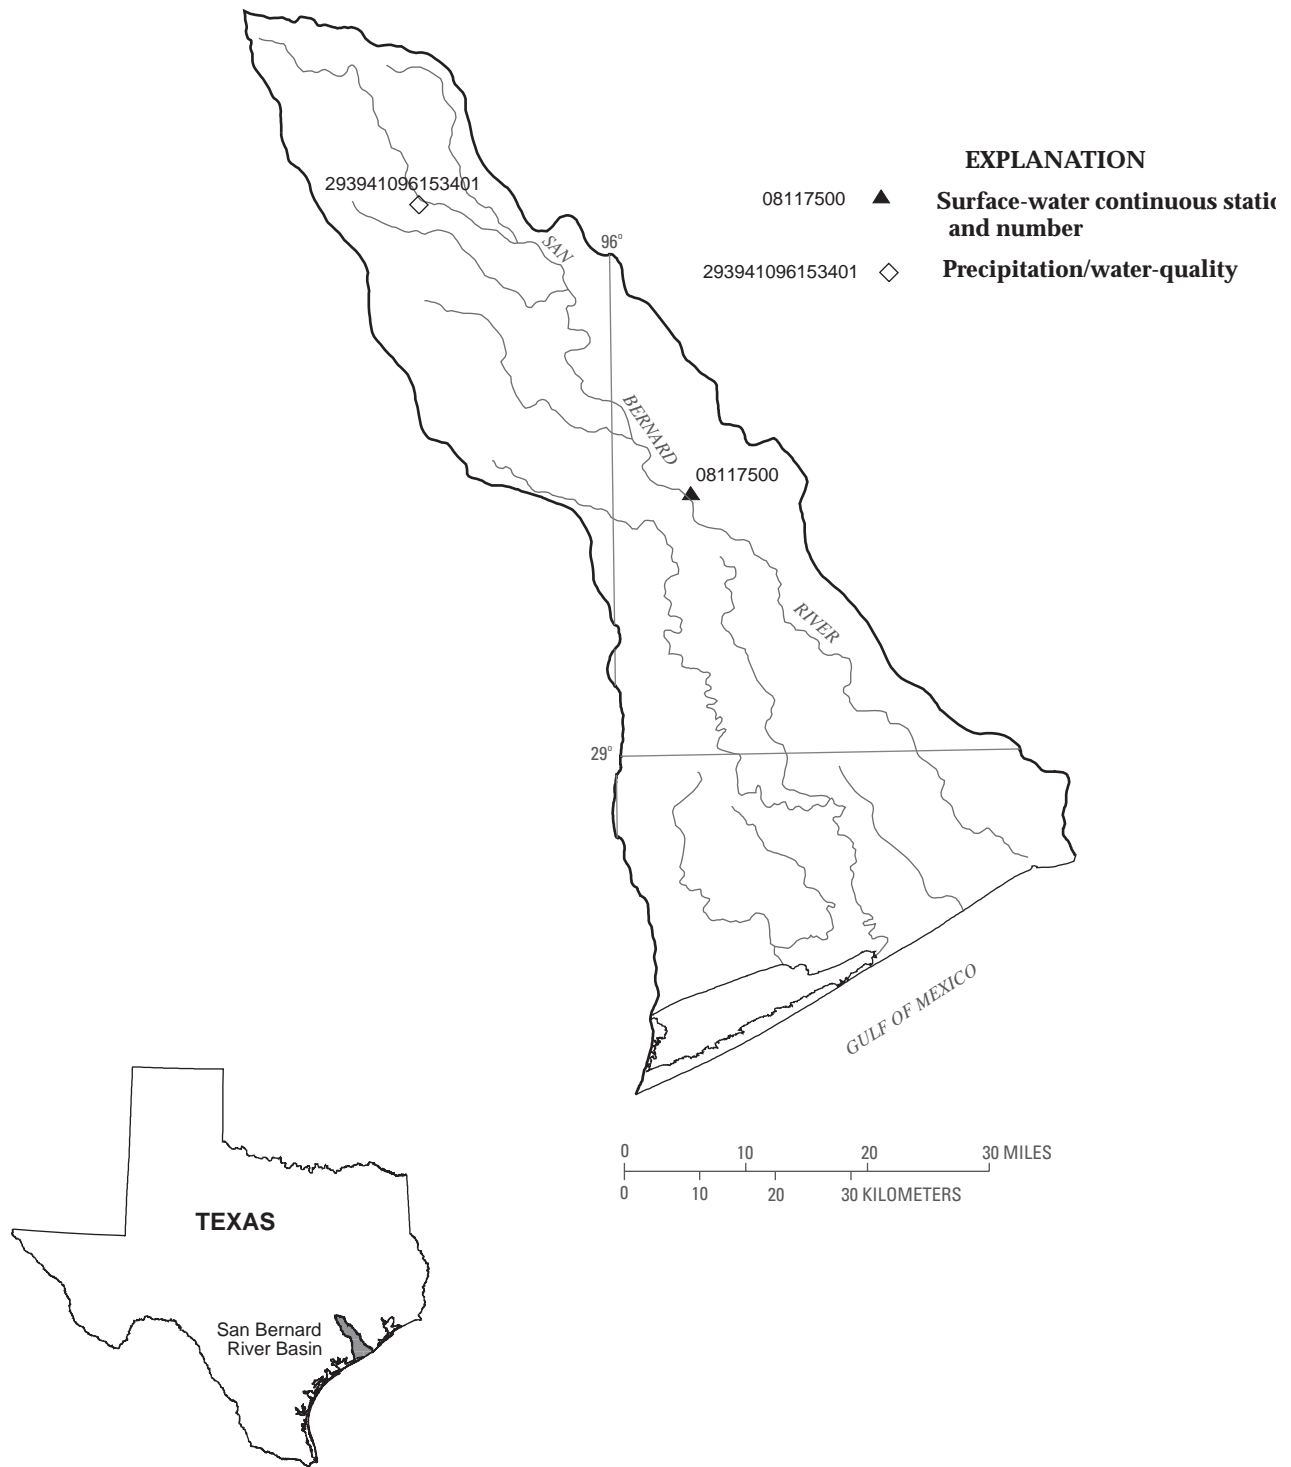 EXPLANATION
293941096153401
08117500
Surface-water continuous static
and number
SAN
96°
293941096153401
Precipitation/water-quality
BERNARD
08117500
RIVER
29°
GULF OF MEXICO
0 10 20 30 MILES
0 10 20 30 KILOMETERS
TEXAS
San Bernard
River Basin